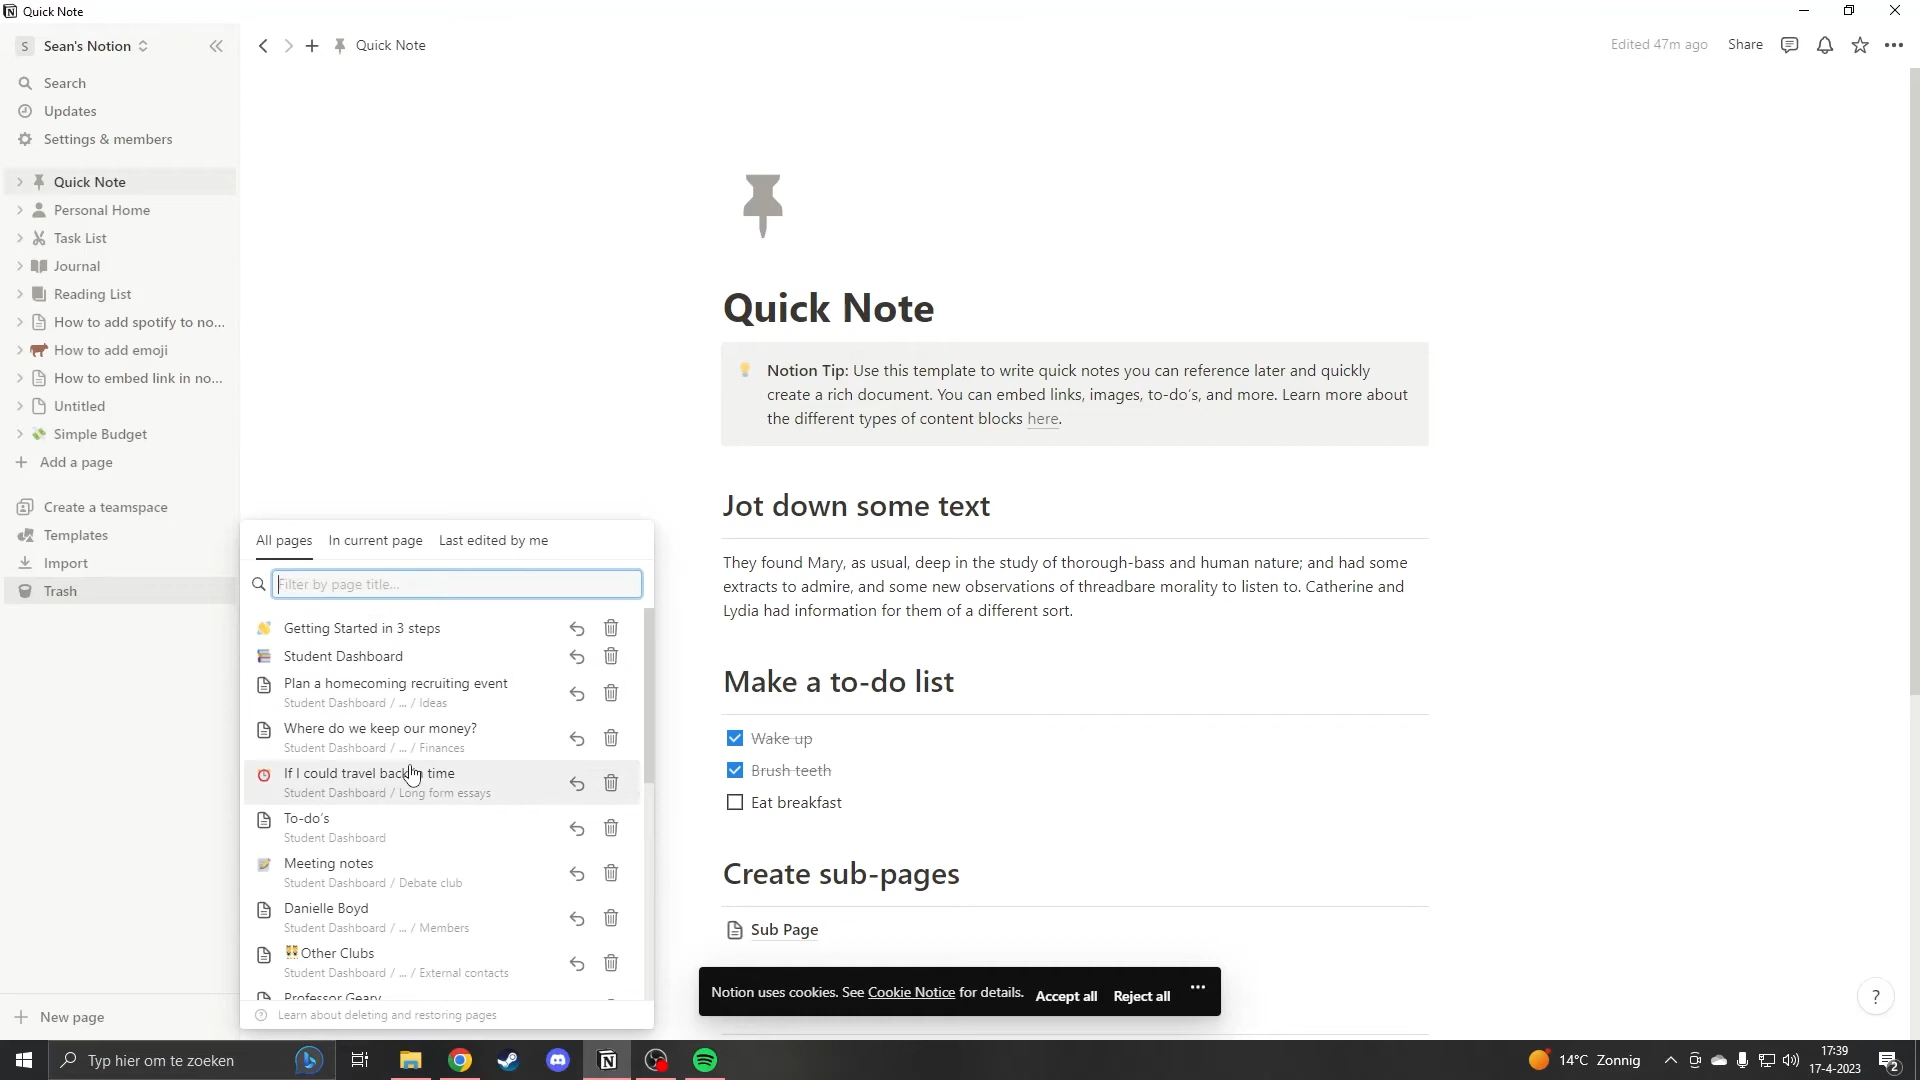 Quick Note
S Sean's Notion
Quick Note
Edited 47m ago
Share
Search
Updates
Settings & members
Quick Note
Personal Home
Task List
Journal
Reading List
How to add spotify to no...
How to add emoji
How to embed link in no...
Untitled
Simple Budget
Add a page
Create a teamspace
Templates
Import
Trash
New page
All pages
In current page
Last edited by me
Filter by page title...
Getting Started in 3 steps
Student Dashboard
Plan a homecoming recruiting event
Student Dashboard / ... / Ideas
Where do we keep our money?
Student Dashboard / ... / Finances
If I could travel back in time
Student Dashboard / Long form essays
To-do's
Student Dashboard
Meeting notes
Student Dashboard / Debate club
Danielle Boyd
Student Dashboard / ... / Members
Other Clubs
Student Dashboard / ... / External contacts
Professor Geary
Learn about deleting and restoring pages
Quick Note
Notion Tip: Use this template to write quick notes you can reference later and quickly
create a rich document. You can embed links, images, to-do's, and more. Learn more about
the different types of content blocks here.
Jot down some text
They found Mary, as usual, deep in the study of thorough-bass and human nature; and had some
extracts to admire, and some new observations of threadbare morality to listen to. Catherine and
Lydia had information for them of a different sort.
Make a to-do list
Wake up
Brush teeth
Eat breakfast
Create sub-pages
Sub Page
Notion uses cookies. See Cookie Notice for details.
Accept all
Reject all
?
Typ hier om te zoeken
14°C Zonnig
17:39
17-4-2023
2